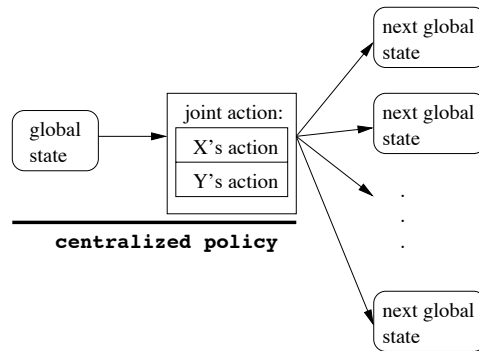 next global
state
joint action:
global
state
X's action
Y's action
next global
state
.
.
.
centralized policy
next global
state